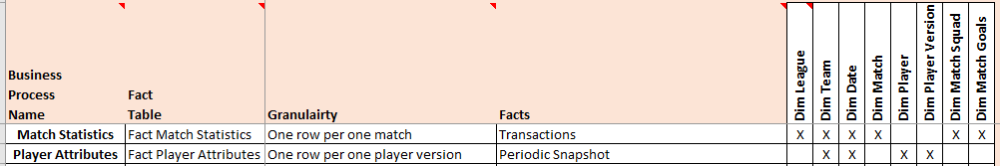 Business
Process
Name
Fact
Table
Granulairty
Facts
Dim League
Dim Team
Dim Date
Dim Match
Dim Player
Dim Player Version
Dim Match Squad
Dim Match Goals
Match Statistics Fact Match Statistics One row per one match Transactions X X X X X X
Player Attributes Fact Player Attributes One row per one player version Periodic Snapshot X X X X